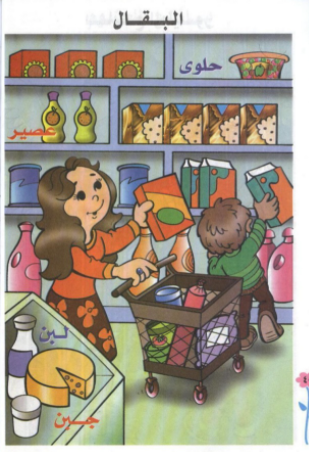 البقال
حلوى
عصير
لبن
جبن